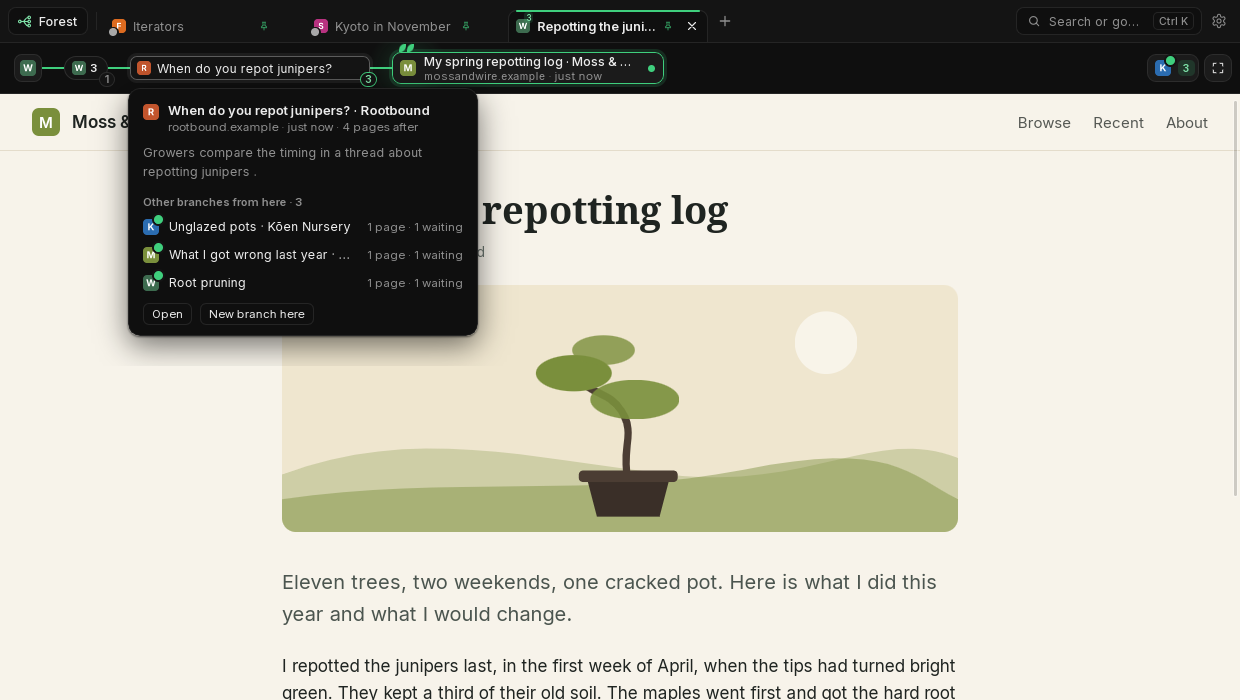 Forest
F Iterators
S Kyoto in November
W 3 Repotting the juni…
Search or go… Ctrl K
W
W 3
1
R When do you repot junipers?
3
M My spring repotting log · Moss & …
mossandwire.example · just now
K 3
M Moss &
Browse Recent About
R When do you repot junipers? · Rootbound
rootbound.example · just now · 4 pages after
Growers compare the timing in a thread about
repotting junipers .
Other branches from here · 3
K Unglazed pots · Kōen Nursery 1 page · 1 waiting
M What I got wrong last year · … 1 page · 1 waiting
W Root pruning 1 page · 1 waiting
Open New branch here
repotting log
d
Eleven trees, two weekends, one cracked pot. Here is what I did this
year and what I would change.
I repotted the junipers last, in the first week of April, when the tips had turned bright
green. They kept a third of their old soil. The maples went first and got the hard root